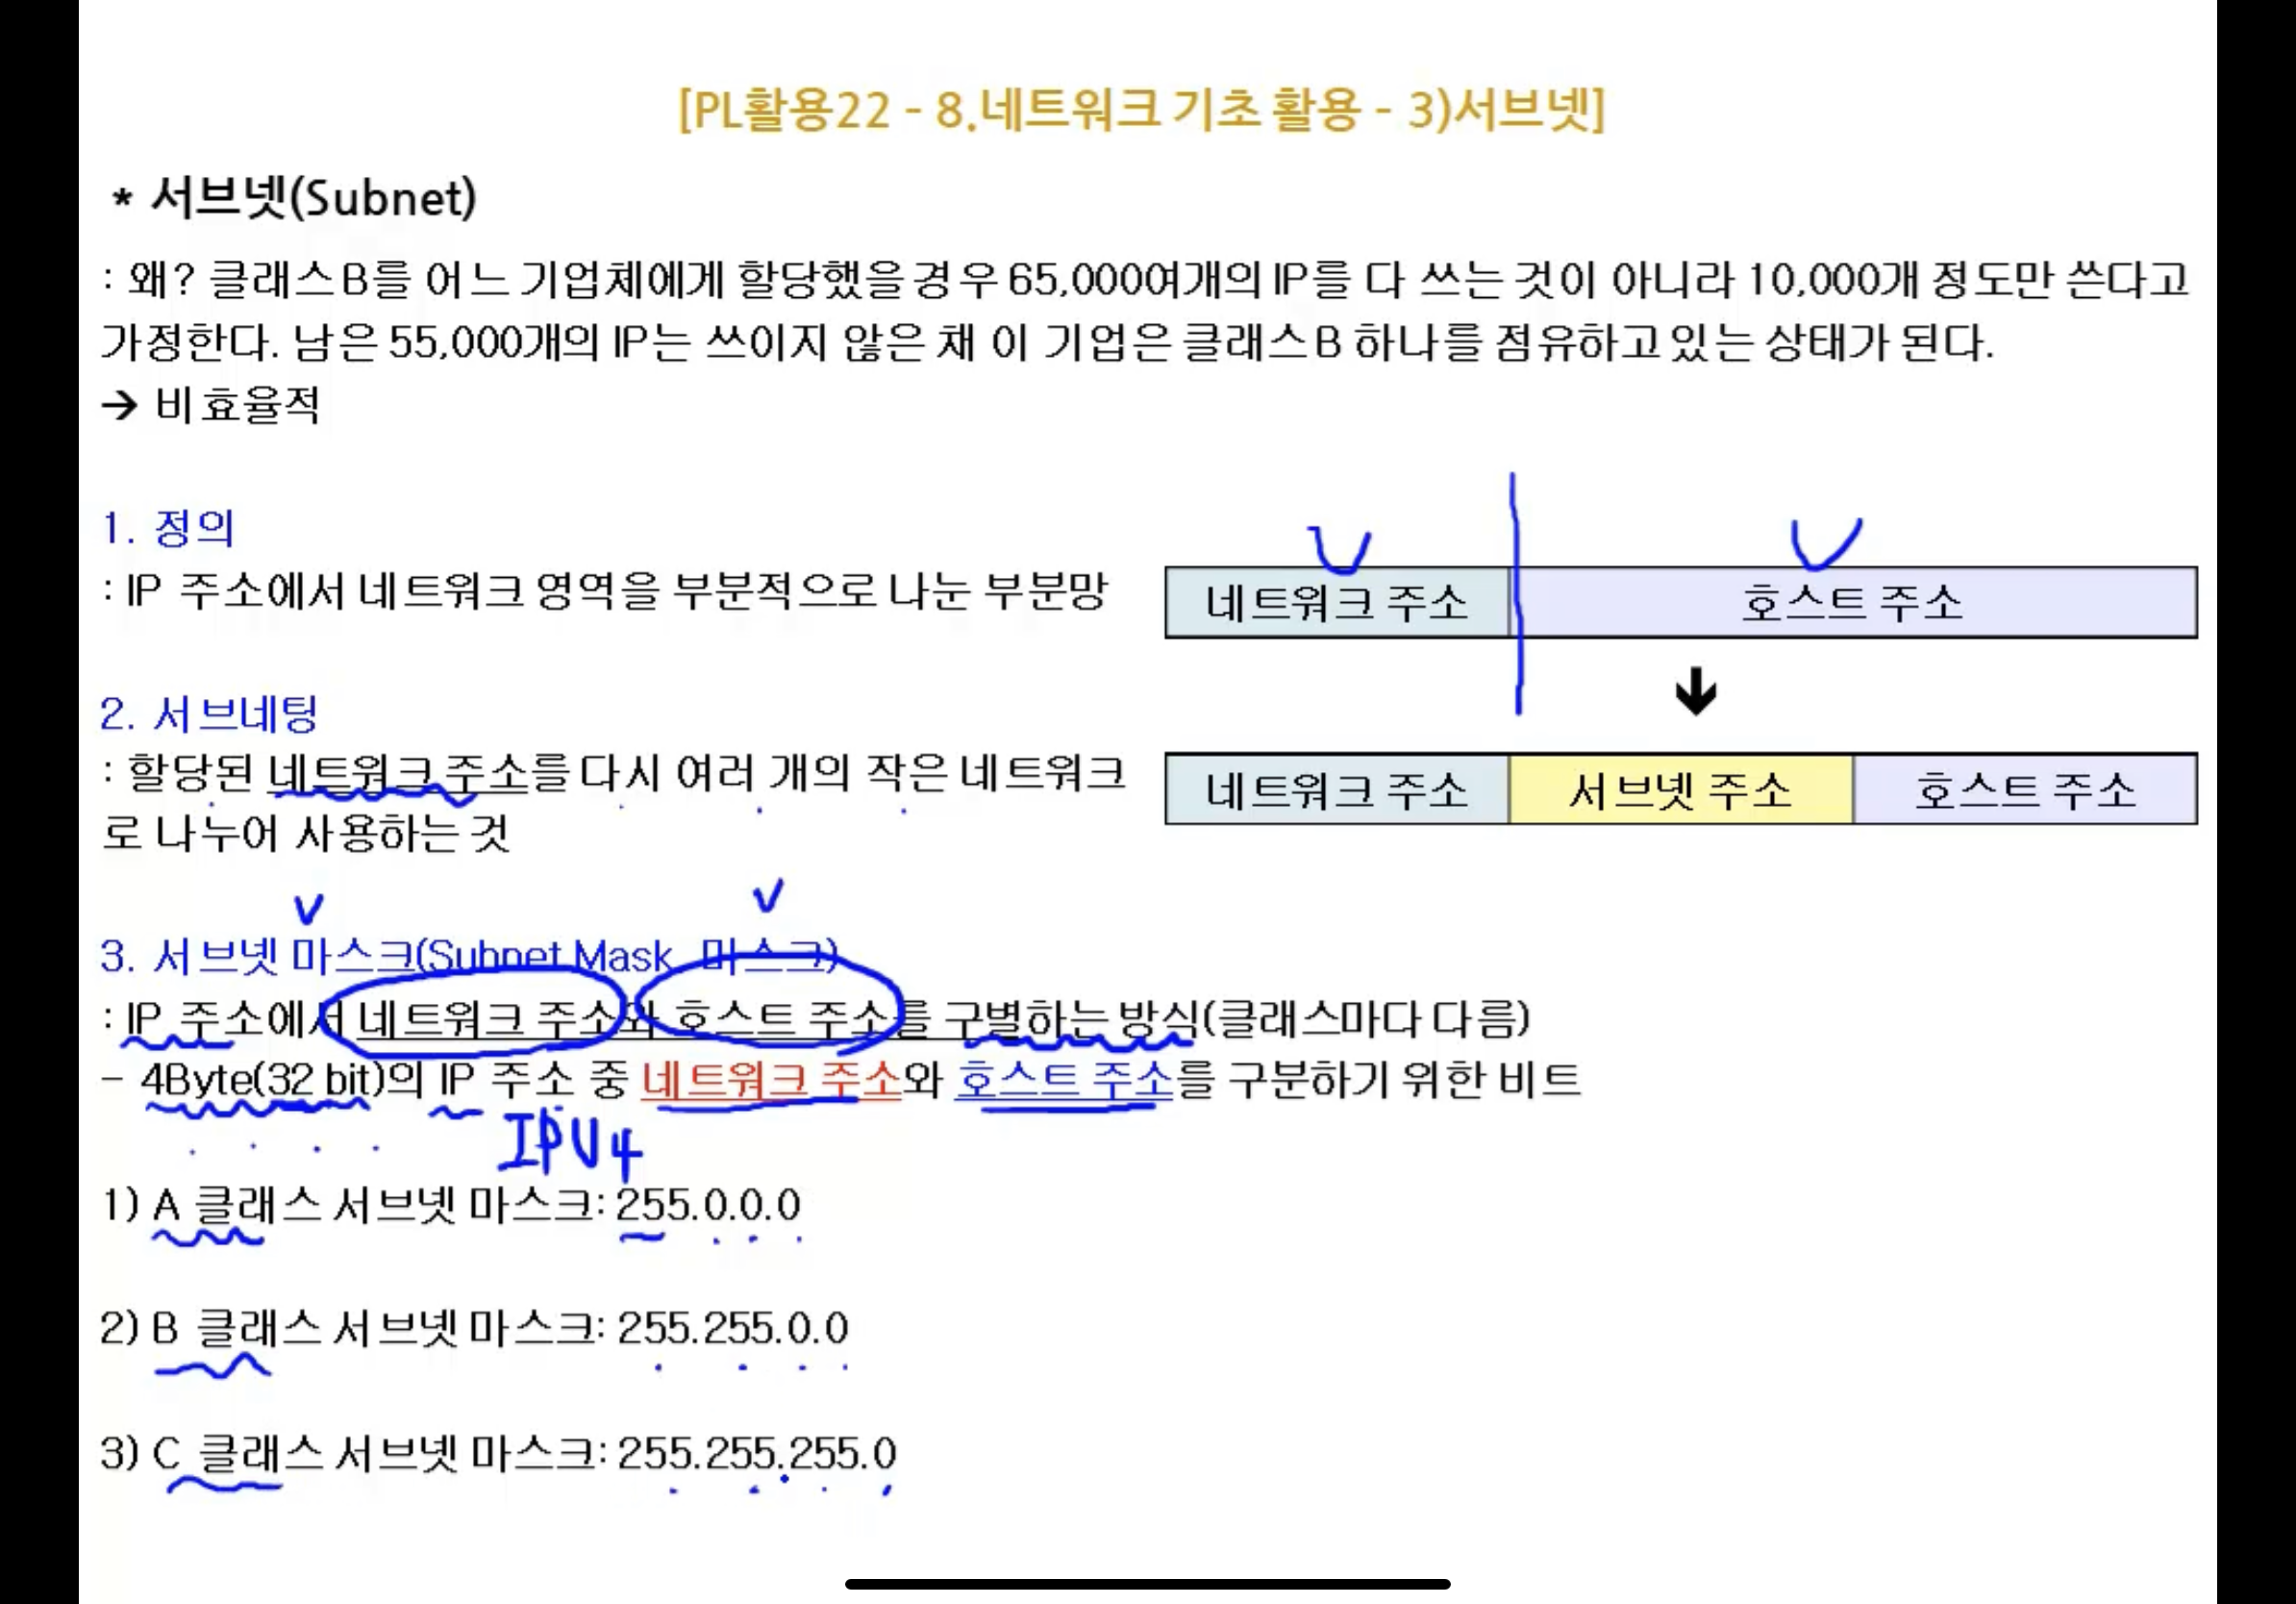 [PL활용22 - 8.네트워크 기초 활용 - 3)서브넷]
* 서브넷(Subnet)
: 왜? 클래스B를 어느 기업체에게 할당했을 경우 65,000여개의 IP를 다 쓰는 것이 아니라 10,000개 정도만 쓴다고
가정한다. 남은 55,000개의 IP는 쓰이지 않은 채 이 기업은 클래스B 하나를 점유하고 있는 상태가 된다.
→ 비효율적
1. 정의
: IP 주소에서 네트워크 영역을 부분적으로 나눈 부분망
네트워크 주소 호스트 주소
2. 서브네팅
: 할당된 네트워크 주소를 다시 여러 개의 작은 네트워크
로 나누어 사용하는 것
네트워크 주소 서브넷 주소 호스트 주소
3. 서브넷 마스크(Subnet Mask, 마스크)
: IP 주소에서 네트워크 주소와 호스트 주소를 구별하는 방식(클래스마다 다름)
- 4Byte(32 bit)의 IP 주소 중 네트워크 주소와 호스트 주소를 구분하기 위한 비트
IPV4
1) A 클래스 서브넷 마스크: 255.0.0.0
2) B 클래스 서브넷 마스크: 255.255.0.0
3) C 클래스 서브넷 마스크: 255.255.255.0